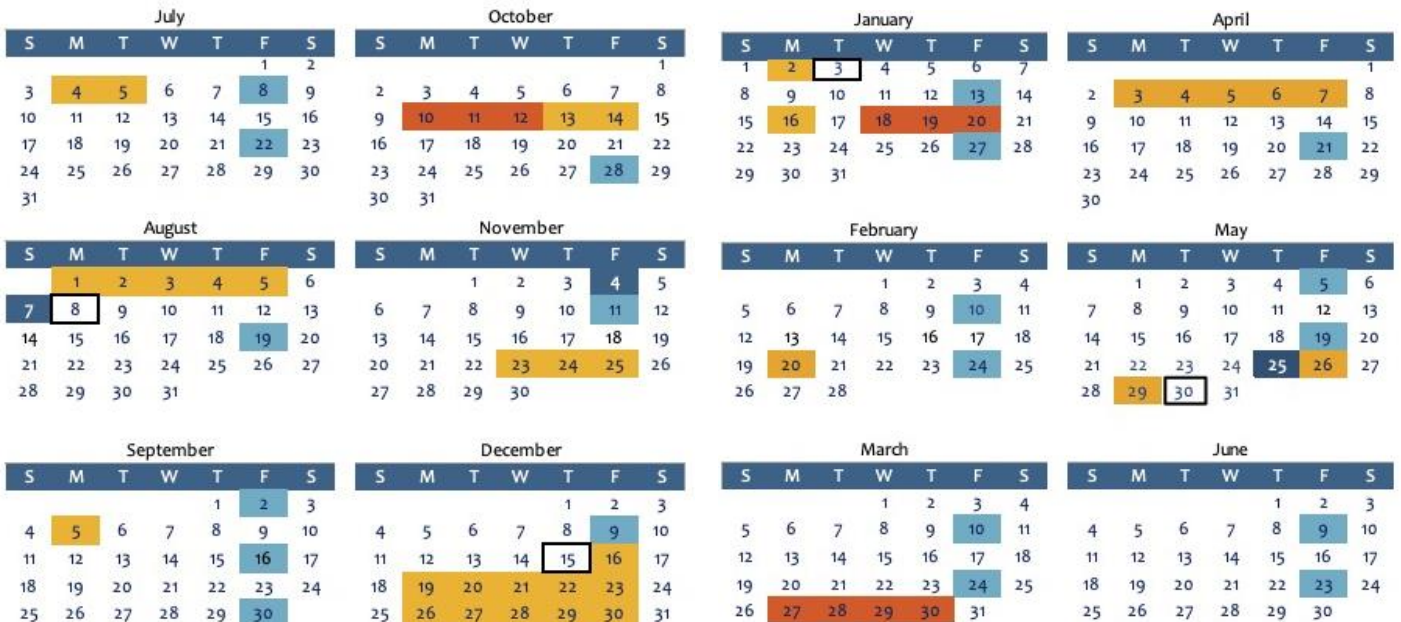 July
S M T W T F S
1 2
3 4 5 6 7 8 9
10 11 12 13 14 15 16
17 18 19 20 21 22 23
24 25 26 27 28 29 30
31
August
S M T W T F S
1 2 3 4 5 6
7 8 9 10 11 12 13
14 15 16 17 18 19 20
21 22 23 24 25 26 27
28 29 30 31
September
S M T W T F S
1 2 3
4 5 6 7 8 9 10
11 12 13 14 15 16 17
18 19 20 21 22 23 24
25 26 27 28 29 30
October
S M T W T F S
1
2 3 4 5 6 7 8
9 10 11 12 13 14 15
16 17 18 19 20 21 22
23 24 25 26 27 28 29
30 31
November
S M T W T F S
1 2 3 4 5
6 7 8 9 10 11 12
13 14 15 16 17 18 19
20 21 22 23 24 25 26
27 28 29 30
December
S M T W T F S
1 2 3
4 5 6 7 8 9 10
11 12 13 14 15 16 17
18 19 20 21 22 23 24
25 26 27 28 29 30 31
January
S M T W T F S
1 2 3 4 5 6 7
8 9 10 11 12 13 14
15 16 17 18 19 20 21
22 23 24 25 26 27 28
29 30 31
February
S M T W T F S
1 2 3 4
5 6 7 8 9 10 11
12 13 14 15 16 17 18
19 20 21 22 23 24 25
26 27 28
March
S M T W T F S
1 2 3 4
5 6 7 8 9 10 11
12 13 14 15 16 17 18
19 20 21 22 23 24 25
26 27 28 29 30 31
April
S M T W T F S
1
2 3 4 5 6 7 8
9 10 11 12 13 14 15
16 17 18 19 20 21 22
23 24 25 26 27 28 29
30
May
S M T W T F S
1 2 3 4 5 6
7 8 9 10 11 12 13
14 15 16 17 18 19 20
21 22 23 24 25 26 27
28 29 30 31
June
S M T W T F S
1 2 3
4 5 6 7 8 9 10
11 12 13 14 15 16 17
18 19 20 21 22 23 24
25 26 27 28 29 30